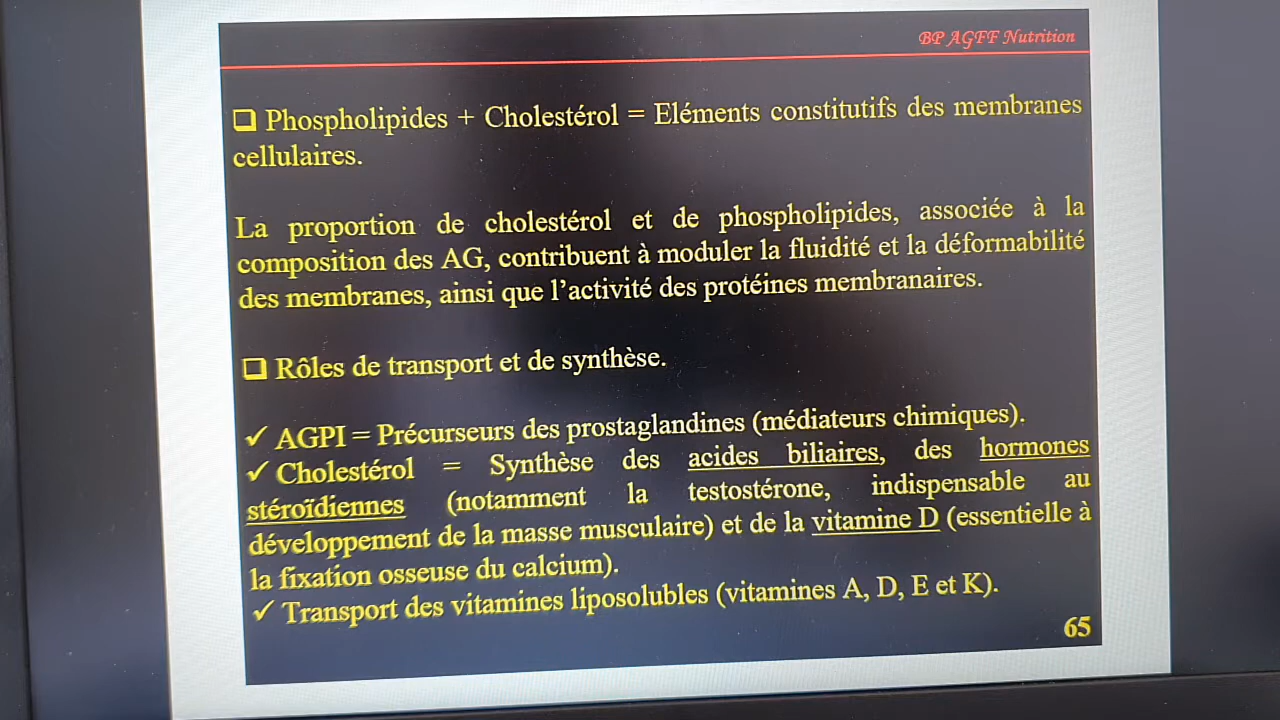 BP AGFF Nutrition
❑ Phospholipides + Cholestérol = Eléments constitutifs des membranes
cellulaires.
La proportion de cholestérol et de phospholipides, associée à la
composition des AG, contribuent à moduler la fluidité et la déformabilité
des membranes, ainsi que l’activité des protéines membranaires.
❑ Rôles de transport et de synthèse.
✓ AGPI = Précurseurs des prostaglandines (médiateurs chimiques).
✓ Cholestérol = Synthèse des acides biliaires, des hormones
stéroïdiennes (notamment la testostérone, indispensable au
développement de la masse musculaire) et de la vitamine D (essentielle à
la fixation osseuse du calcium).
✓ Transport des vitamines liposolubles (vitamines A, D, E et K).
65